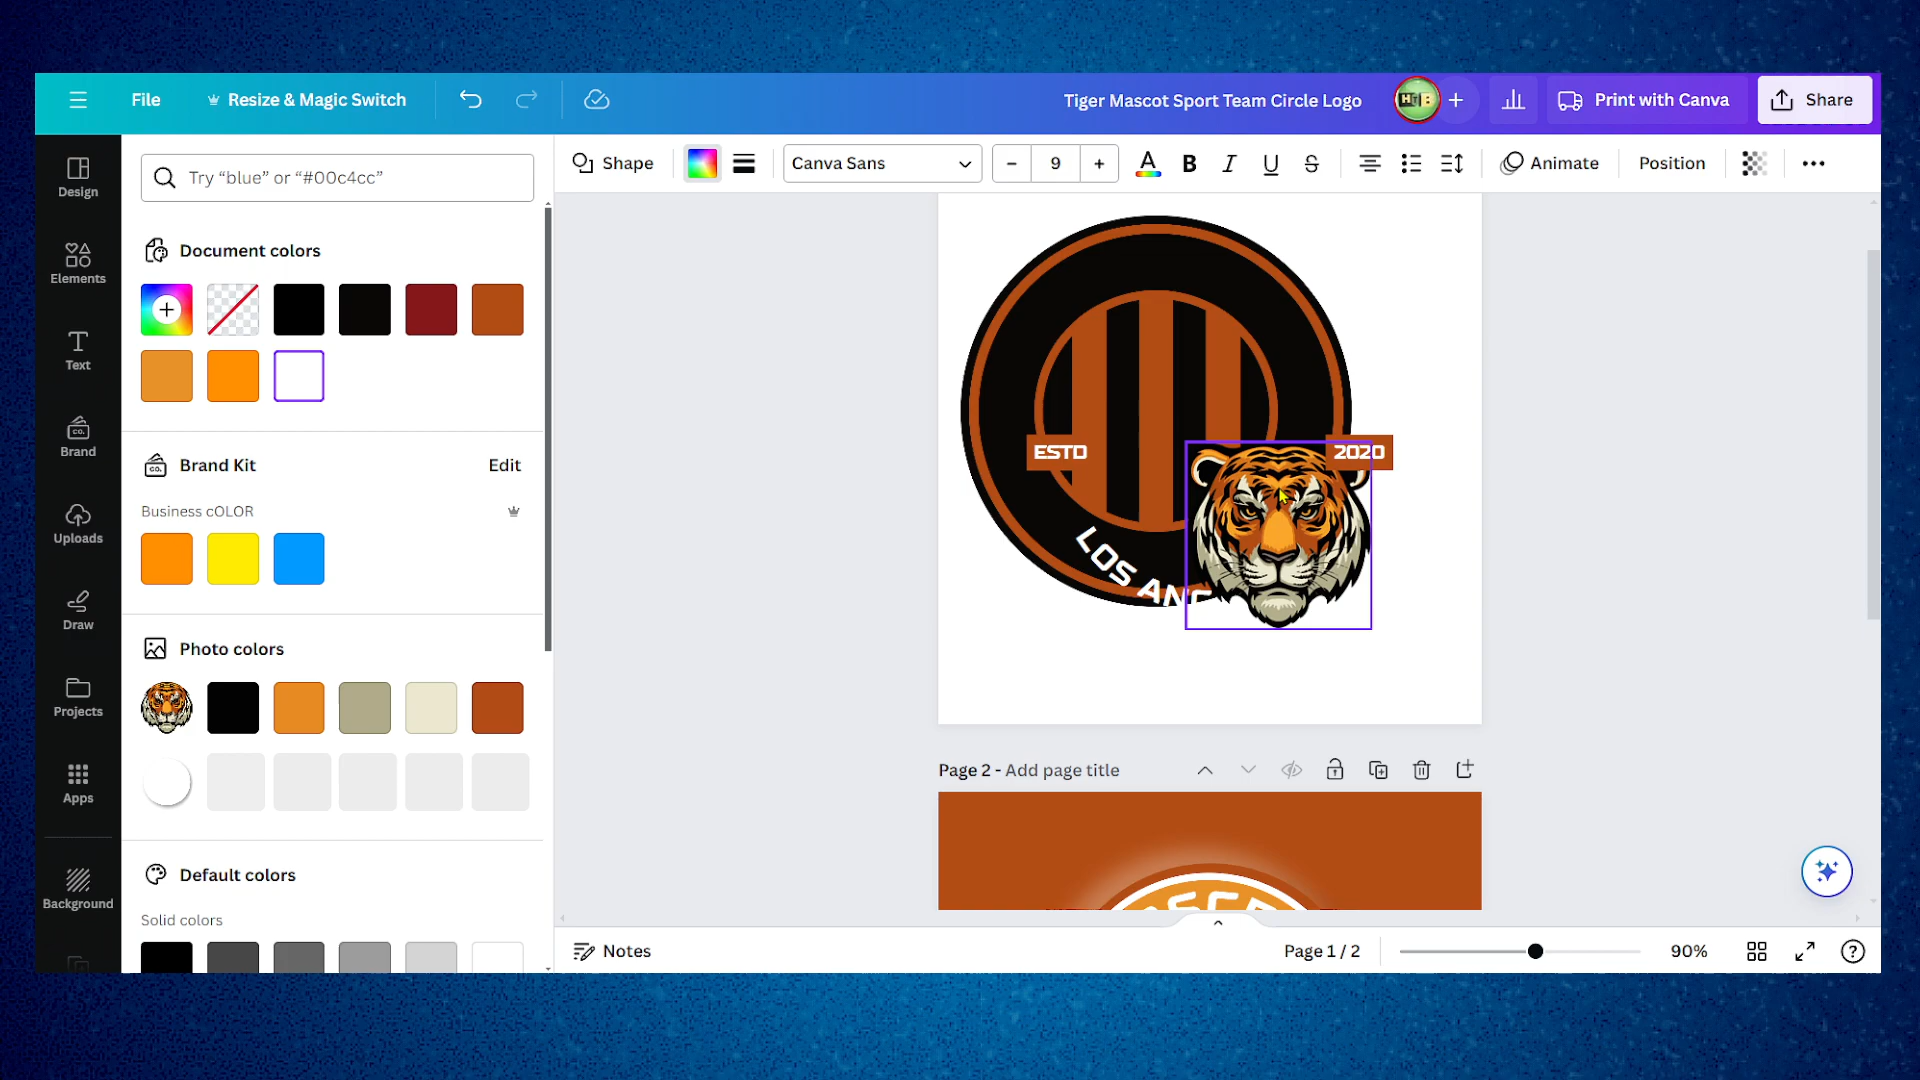 File
Resize & Magic Switch
Tiger Mascot Sport Team Circle Logo
Print with Canva
Share
Design
Elements
Text
Brand
Uploads
Draw
Projects
Apps
Background
Try “blue” or “#00c4cc”
Shape
Canva Sans
− 9 +
A
B
I
U
S
Animate
Position
Document colors
Brand Kit
Edit
Business cOLOR
Photo colors
Default colors
Solid colors
CO.
CO.
ESTD
2020
LOS
Page 2 - Add page title
Notes
Page 1 / 2
90%